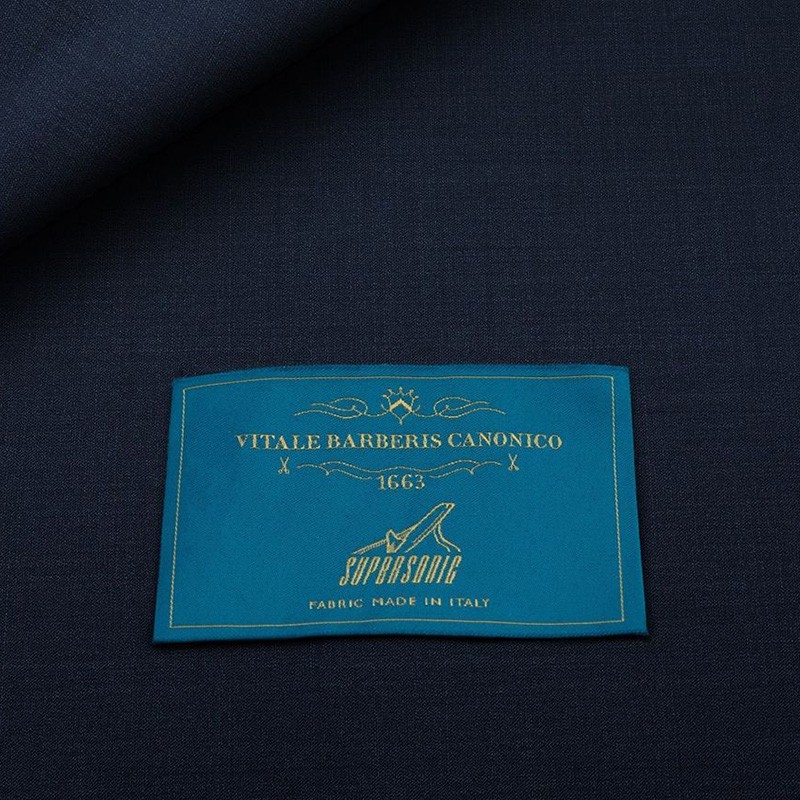 VITALE BARBERIS CANONICO
1663
SUPERSONIC
FABRIC MADE IN ITALY